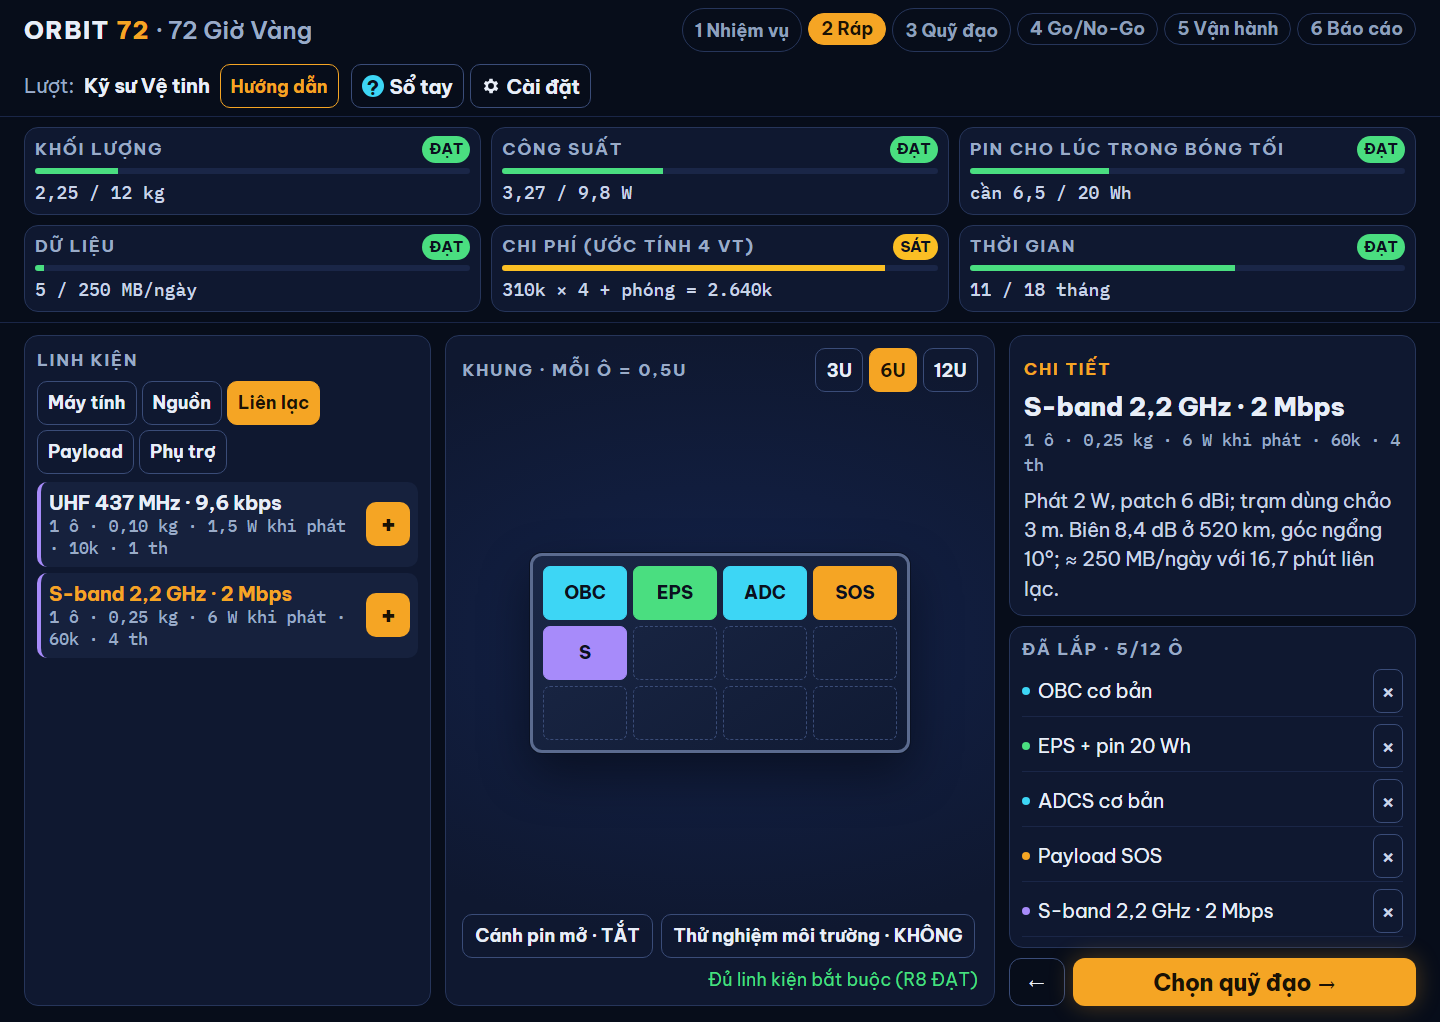 ORBIT 72 · 72 Giờ Vàng
1 Nhiệm vụ
2 Ráp
3 Quỹ đạo
4 Go/No-Go
5 Vận hành
6 Báo cáo
Lượt: Kỹ sư Vệ tinh
Hướng dẫn
? Sổ tay
Cài đặt
KHỐI LƯỢNG
ĐẠT
2,25 / 12 kg
CÔNG SUẤT
ĐẠT
3,27 / 9,8 W
PIN CHO LÚC TRONG BÓNG TỐI
ĐẠT
cần 6,5 / 20 Wh
DỮ LIỆU
ĐẠT
5 / 250 MB/ngày
CHI PHÍ (ƯỚC TÍNH 4 VT)
SÁT
310k × 4 + phóng = 2.640k
THỜI GIAN
ĐẠT
11 / 18 tháng
LINH KIỆN
Máy tính
Nguồn
Liên lạc
Payload
Phụ trợ
UHF 437 MHz · 9,6 kbps
1 ô · 0,10 kg · 1,5 W khi phát
· 10k · 1 th
+
S-band 2,2 GHz · 2 Mbps
1 ô · 0,25 kg · 6 W khi phát ·
60k · 4 th
+
KHUNG · MỖI Ô = 0,5U
3U
6U
12U
OBC
EPS
ADC
SOS
S
Cánh pin mở · TẮT
Thử nghiệm môi trường · KHÔNG
Đủ linh kiện bắt buộc (R8 ĐẠT)
CHI TIẾT
S-band 2,2 GHz · 2 Mbps
1 ô · 0,25 kg · 6 W khi phát · 60k · 4
th
Phát 2 W, patch 6 dBi; trạm dùng chảo
3 m. Biên 8,4 dB ở 520 km, góc ngẩng
10°; ≈ 250 MB/ngày với 16,7 phút liên
lạc.
ĐÃ LẮP · 5/12 Ô
OBC cơ bản
×
EPS + pin 20 Wh
×
ADCS cơ bản
×
Payload SOS
×
S-band 2,2 GHz · 2 Mbps
×
←
Chọn quỹ đạo →